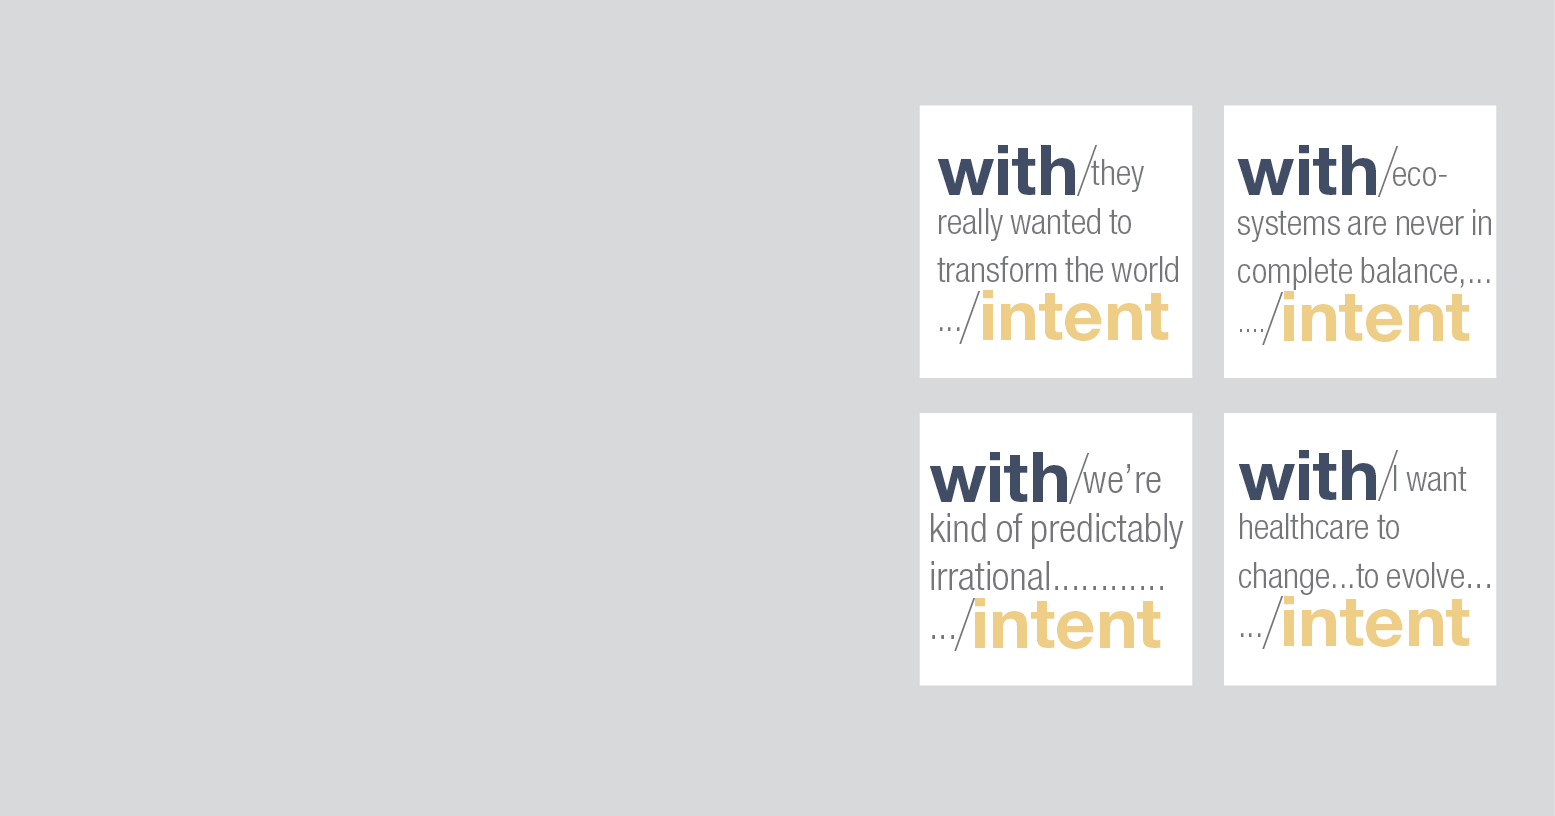 with/they
really wanted to
transform the world
.../intent
with/eco-
systems are never in
complete balance,...
..../intent
with/we’re
kind of predictably
irrational............
.../intent
with/I want
healthcare to
change...to evolve...
.../intent